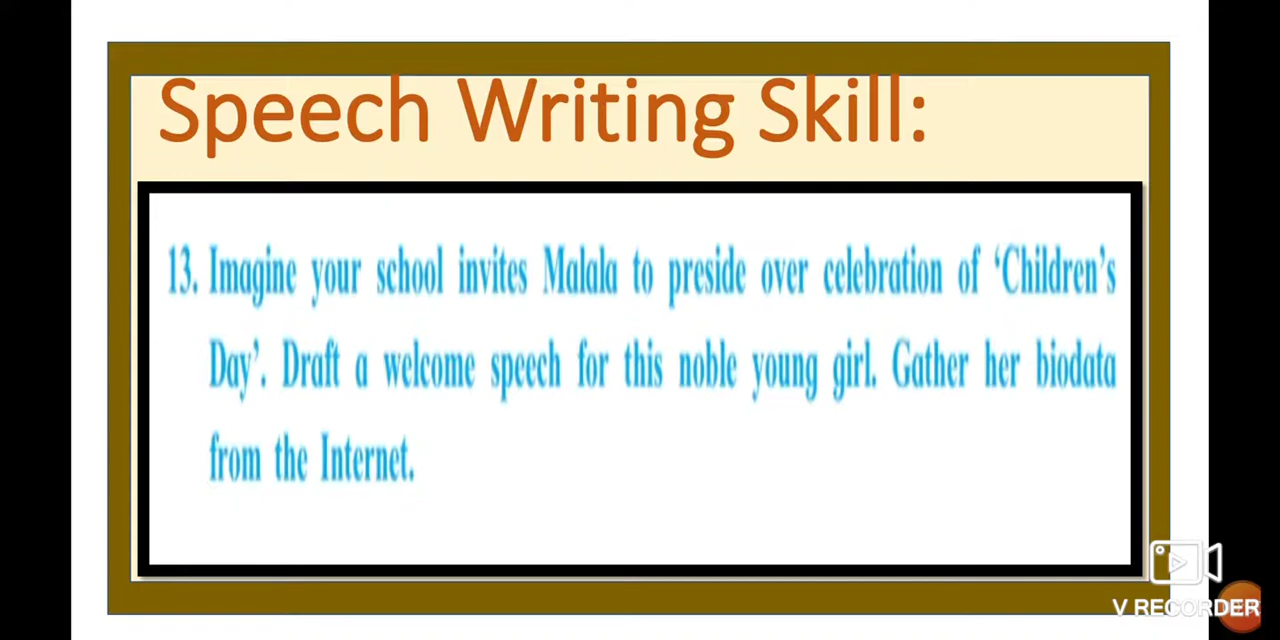 Speech Writing Skill:
13. Imagine your school invites Malala to preside over celebration of ‘Children’s
Day’. Draft a welcome speech for this noble young girl. Gather her biodata
from the Internet.
V RECORDER